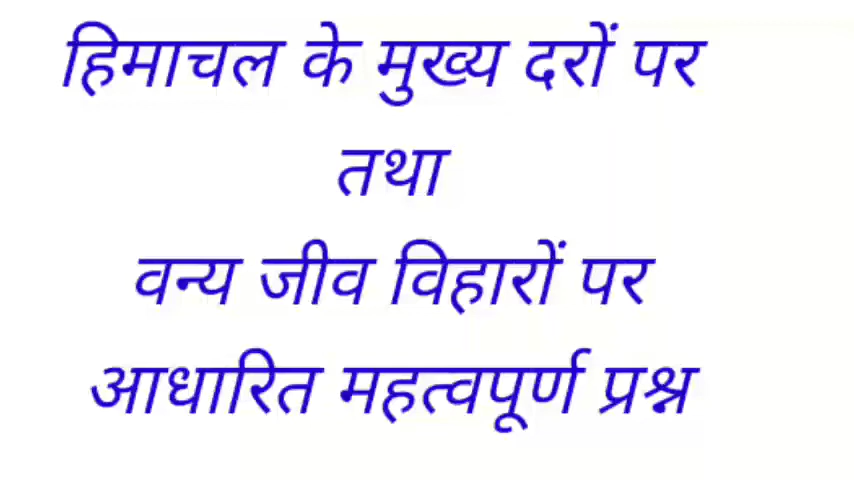 हिमाचल के मुख्य दरों पर
तथा
वन्य जीव विहारों पर
आधारित महत्वपूर्ण प्रश्न